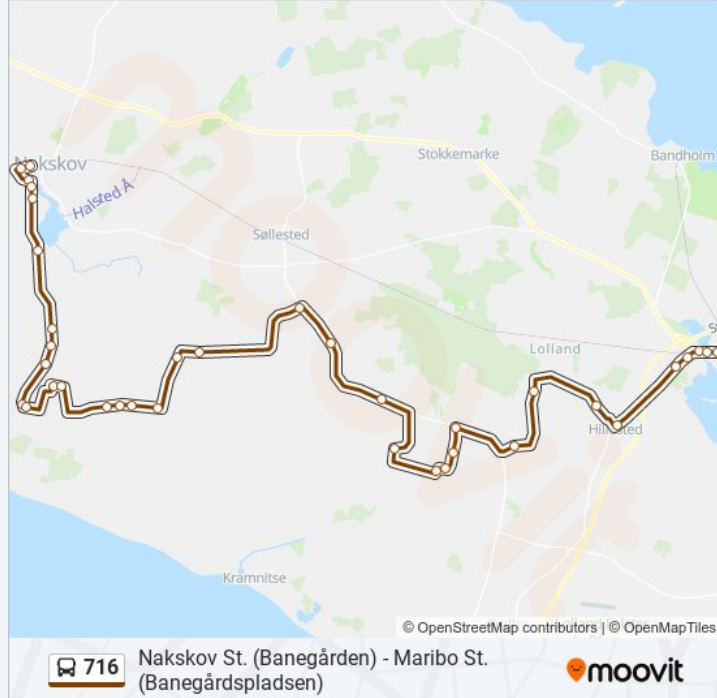 Stokkemarke
Bandholm
Nakskov
Halsted Å
Søllested
Lolland
Hillested
Kramnitse
© OpenStreetMap contributors | © OpenMapTiles
716
Nakskov St. (Banegården) - Maribo St.
(Banegårdspladsen)
moovit